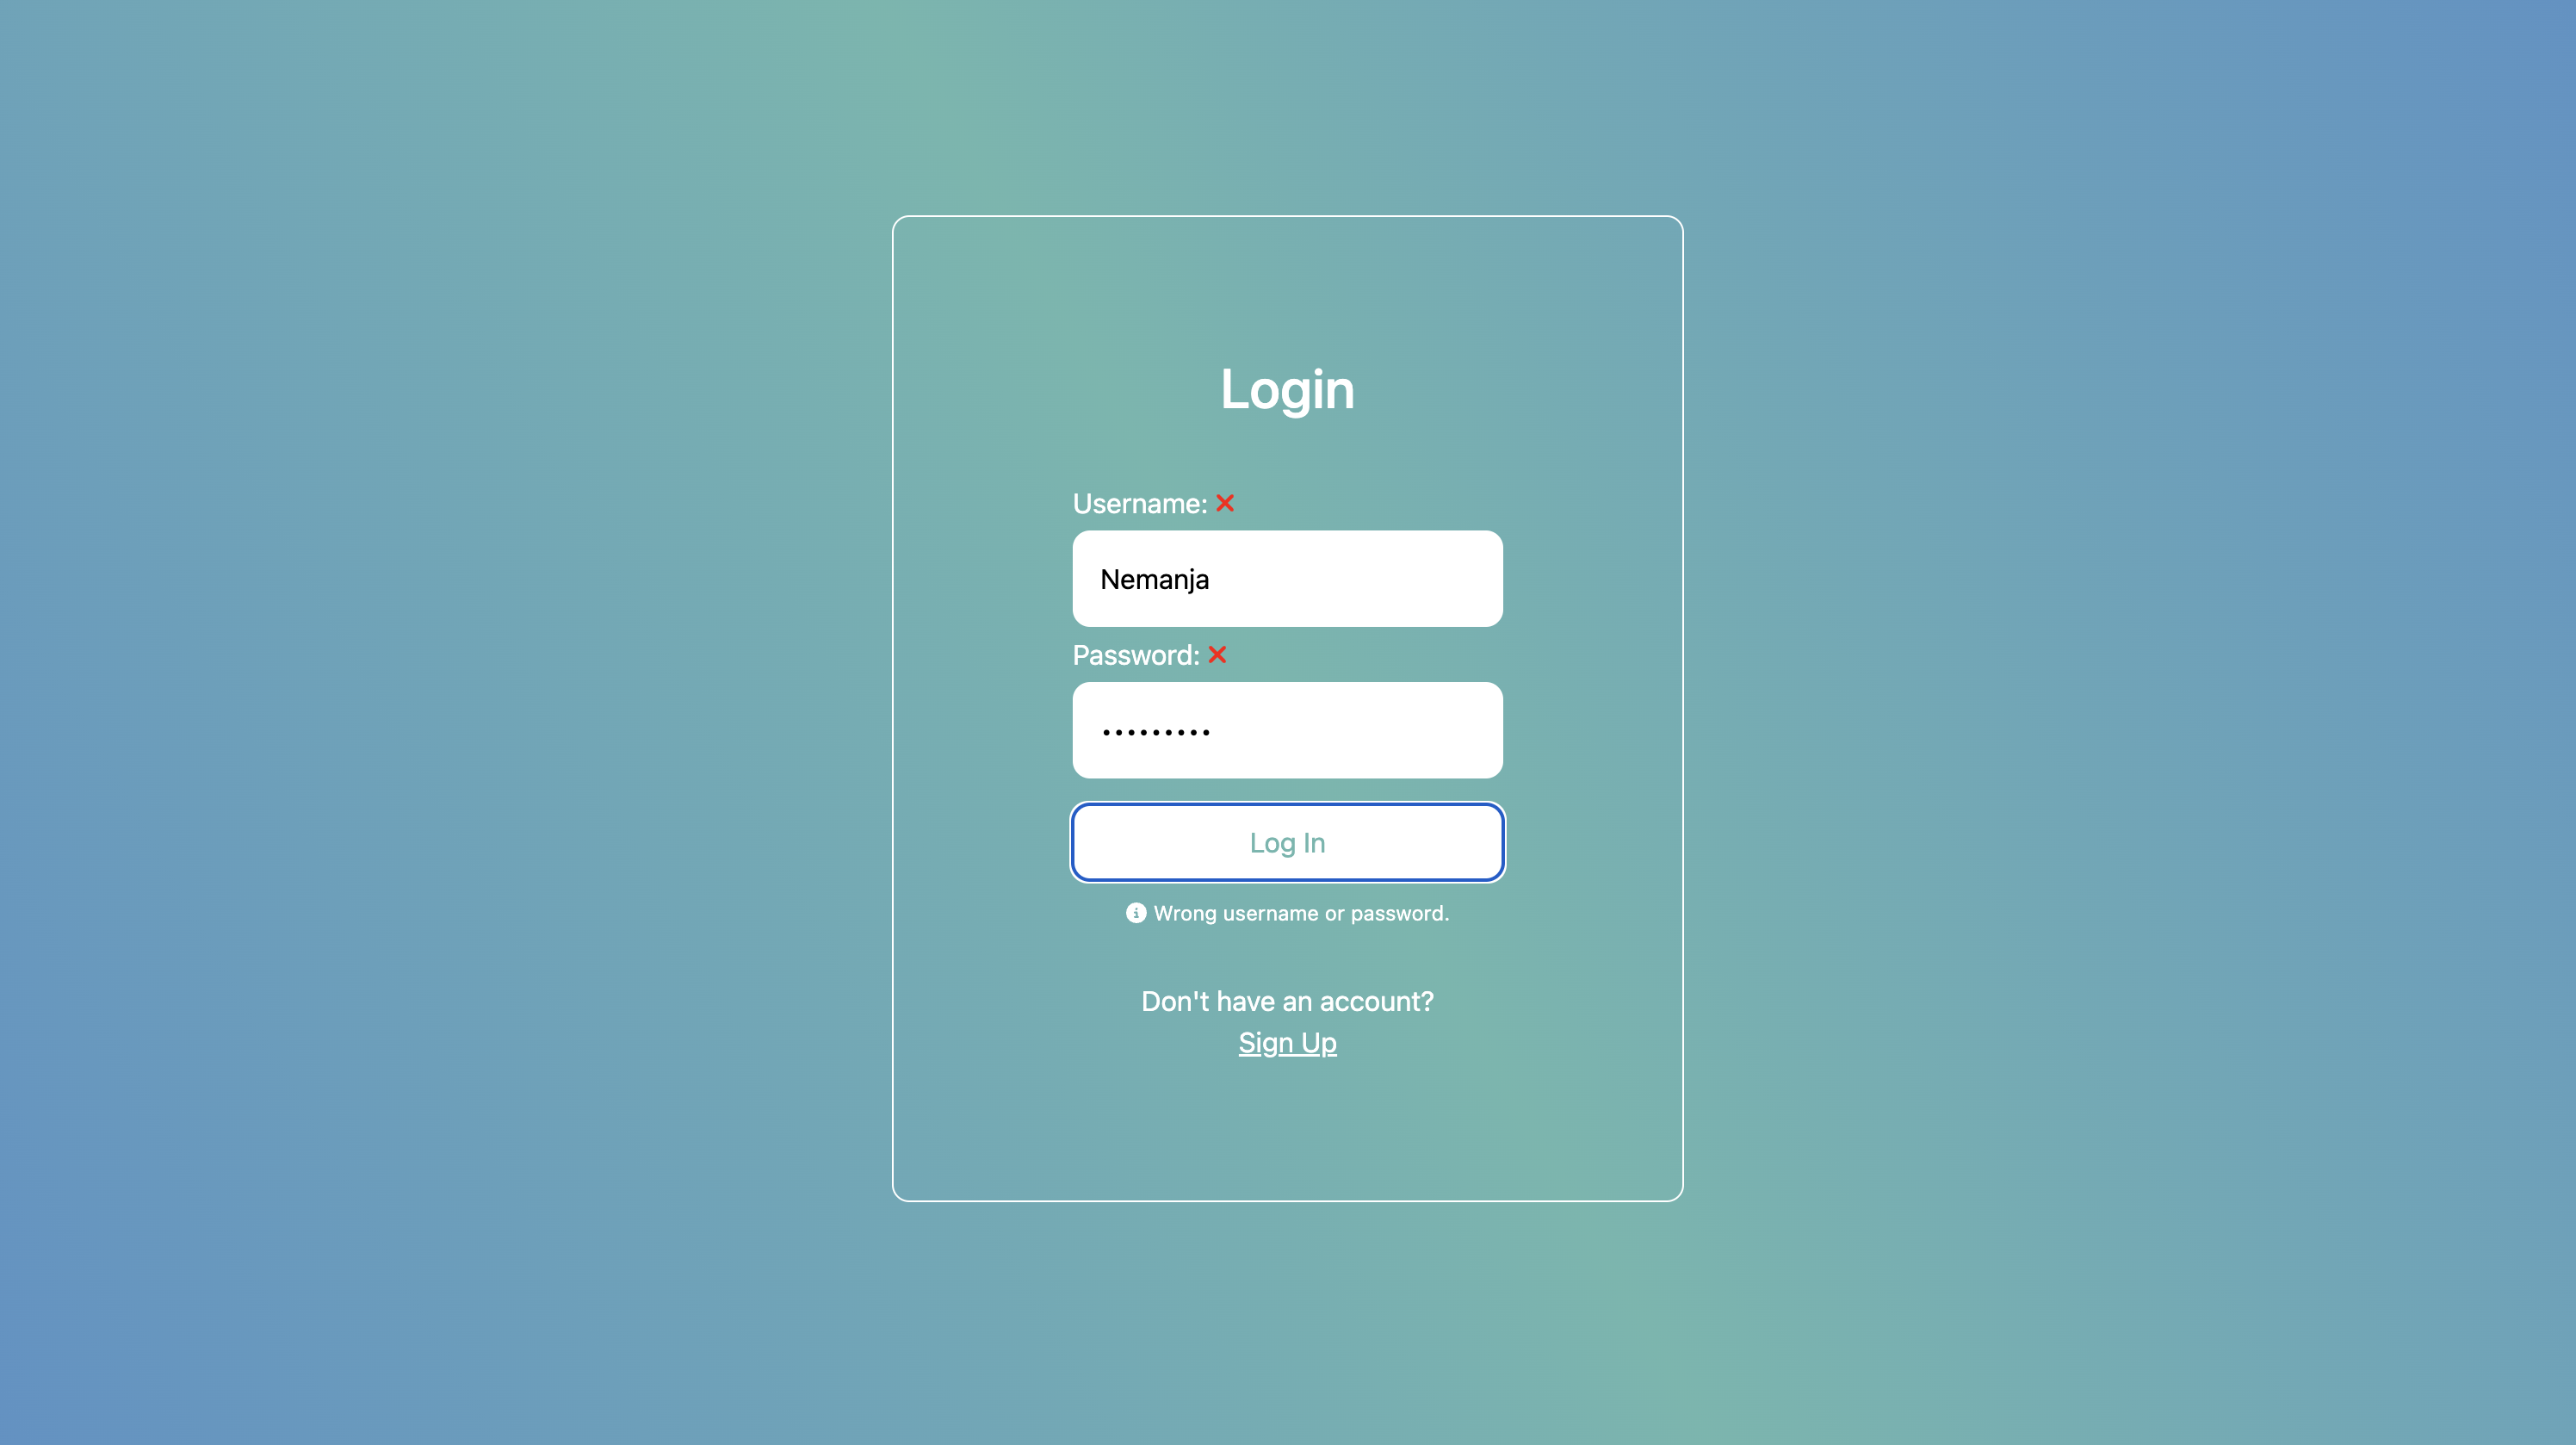 Login
Username:
Nemanja
Password:
•••••••••
Log In
Wrong username or password.
Don't have an account?
Sign Up